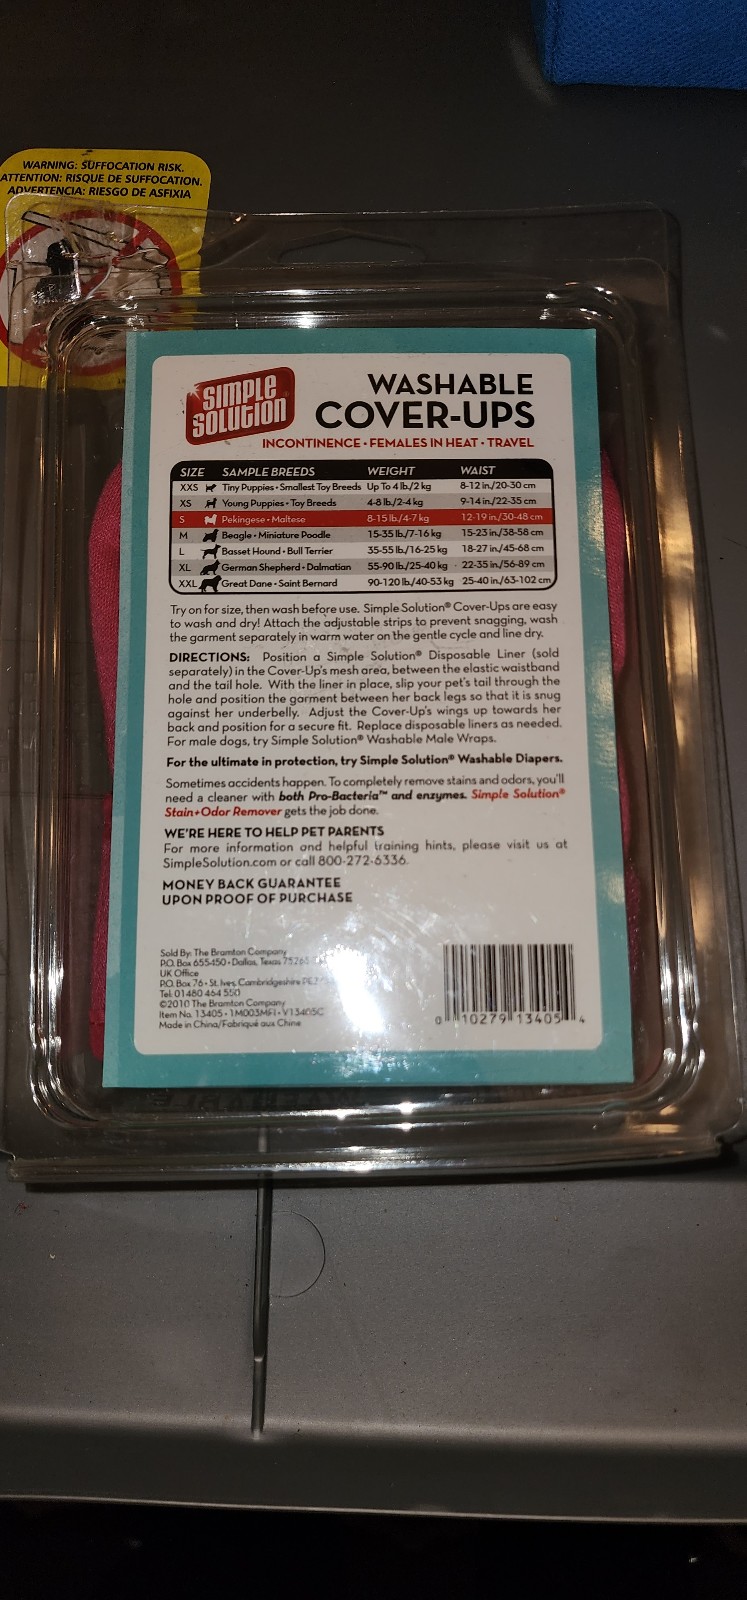 WARNING: SUFFOCATION RISK.
ATTENTION: RISQUE DE SUFFOCATION.
ADVERTENCIA: RIESGO DE ASFIXIA
SIMPLE
SOLUTION®
WASHABLE
COVER-UPS
INCONTINENCE • FEMALES IN HEAT • TRAVEL
SIZE SAMPLE BREEDS WEIGHT WAIST
XXS Tiny Puppies • Smallest Toy Breeds Up To 4 lb./2 kg 8-12 in./20-30 cm
XS Young Puppies • Toy Breeds 4-8 lb./2-4 kg 9-14 in./22-35 cm
S Pekingese • Maltese 8-15 lb./4-7 kg 12-19 in./30-48 cm
M Beagle • Miniature Poodle 15-35 lb./7-16 kg 15-23 in./38-58 cm
L Basset Hound • Bull Terrier 35-55 lb./16-25 kg 18-27 in./45-68 cm
XL German Shepherd • Dalmatian 55-90 lb./25-40 kg 22-35 in./56-89 cm
XXL Great Dane • Saint Bernard 90-120 lb./40-53 kg 25-40 in./63-102 cm
Try on for size, then wash before use. Simple Solution® Cover-Ups are easy
to wash and dry! Attach the adjustable strips to prevent snagging, wash
the garment separately in warm water on the gentle cycle and line dry.
DIRECTIONS: Position a Simple Solution® Disposable Liner (sold
separately) in the Cover-Up's mesh area, between the elastic waistband
and the tail hole. With the liner in place, slip your pet's tail through the
hole and position the garment between her back legs so that it is snug
against her underbelly. Adjust the Cover-Up's wings up towards her
back and position for a secure fit. Replace disposable liners as needed.
For male dogs, try Simple Solution® Washable Male Wraps.
For the ultimate in protection, try Simple Solution® Washable Diapers.
Sometimes accidents happen. To completely remove stains and odors, you'll
need a cleaner with both Pro-Bacteria™ and enzymes. Simple Solution®
Stain+Odor Remover gets the job done.
WE'RE HERE TO HELP PET PARENTS
For more information and helpful training hints, please visit us at
SimpleSolution.com or call 800-272-6336.
MONEY BACK GUARANTEE
UPON PROOF OF PURCHASE
Sold By: The Bramton Company
P.O. Box 655450 • Dallas, Texas
UK Office
P.O. Box 76 • St. Ives, Cambridgeshire
Tel: 01480 464 550
©2010 The Bramton Company
Item No. 13405 • 1M003MFI • V13405C
Made in China/Fabriqué aux Chine
0 10279 13405 4